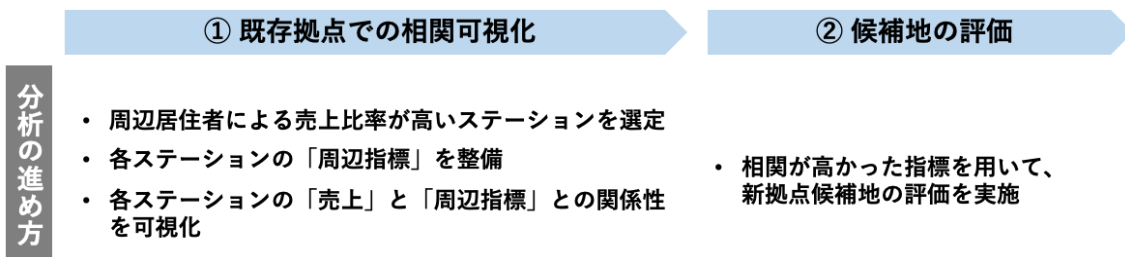 ① 既存拠点での相関可視化
② 候補地の評価
分析の進め方
• 周辺居住者による売上比率が高いステーションを選定
• 各ステーションの「周辺指標」を整備
• 各ステーションの「売上」と「周辺指標」との関係性
を可視化
• 相関が高かった指標を用いて、
新拠点候補地の評価を実施